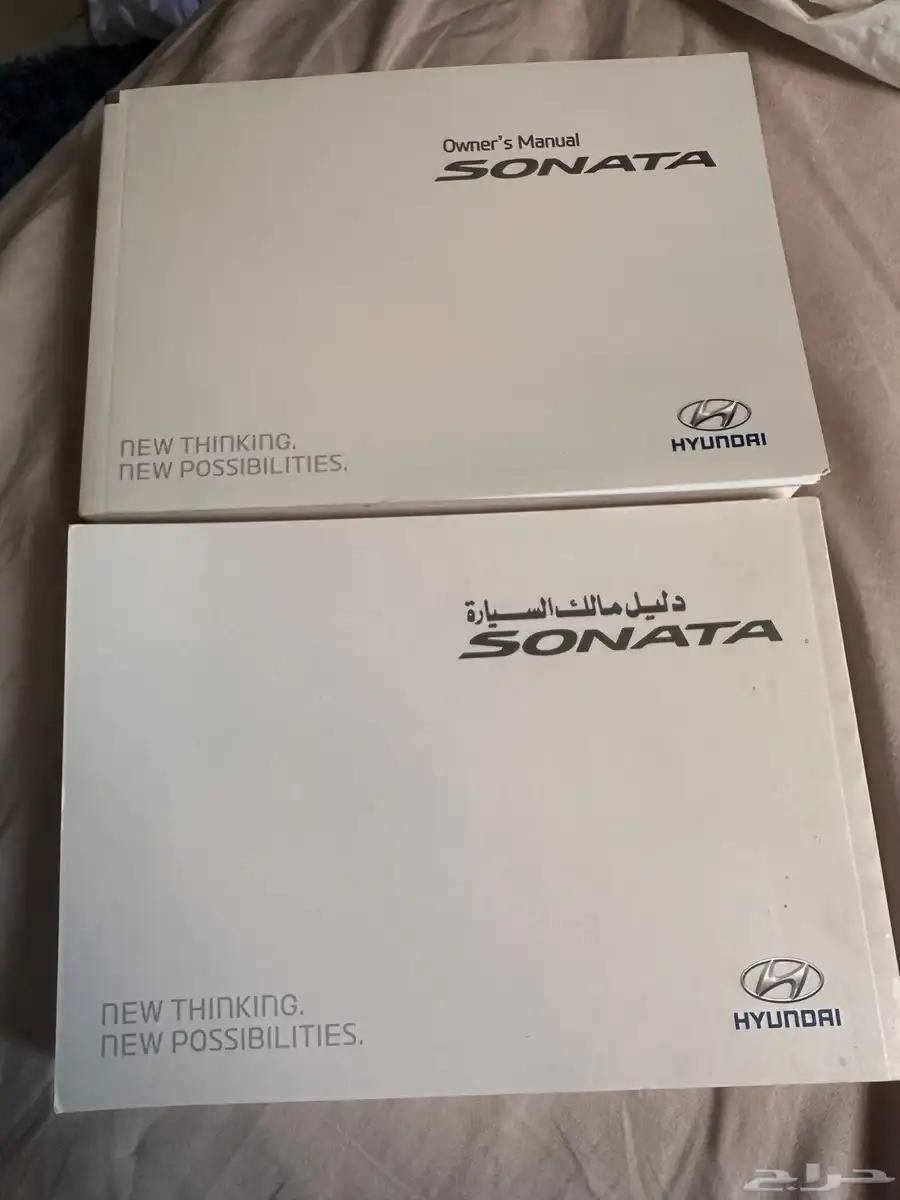 Owner's Manual
SONATA
NEW THINKING.
NEW POSSIBILITIES.
HYUNDAI
دليل مالك السيارة
SONATA
NEW THINKING.
NEW POSSIBILITIES.
HYUNDAI
حراج